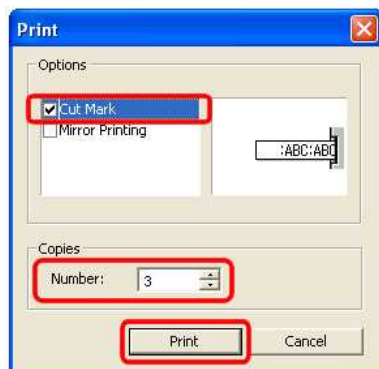 Print
Options
Cut Mark
Mirror Printing
:ABC:ABC
Copies
Number: 3
Print Cancel